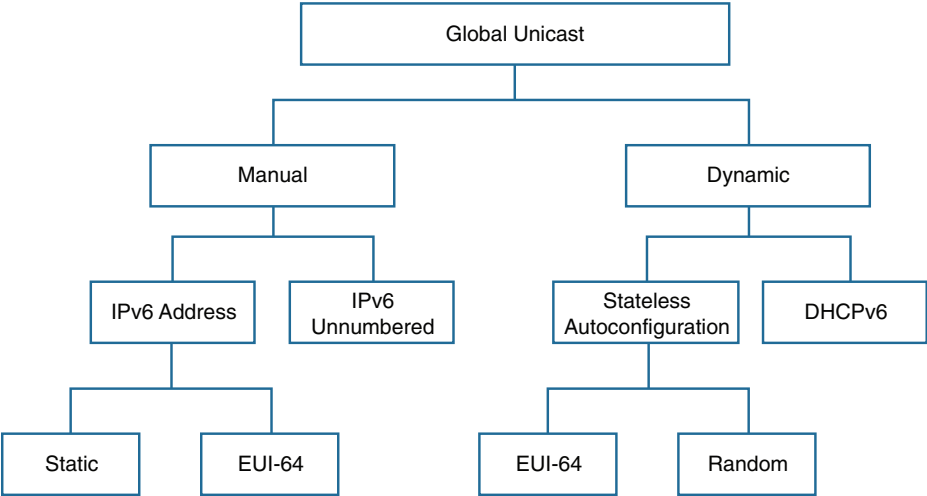 Global Unicast
Manual
Dynamic
IPv6 Address
IPv6
Unnumbered
Stateless
Autoconfiguration
DHCPv6
Static
EUI-64
EUI-64
Random